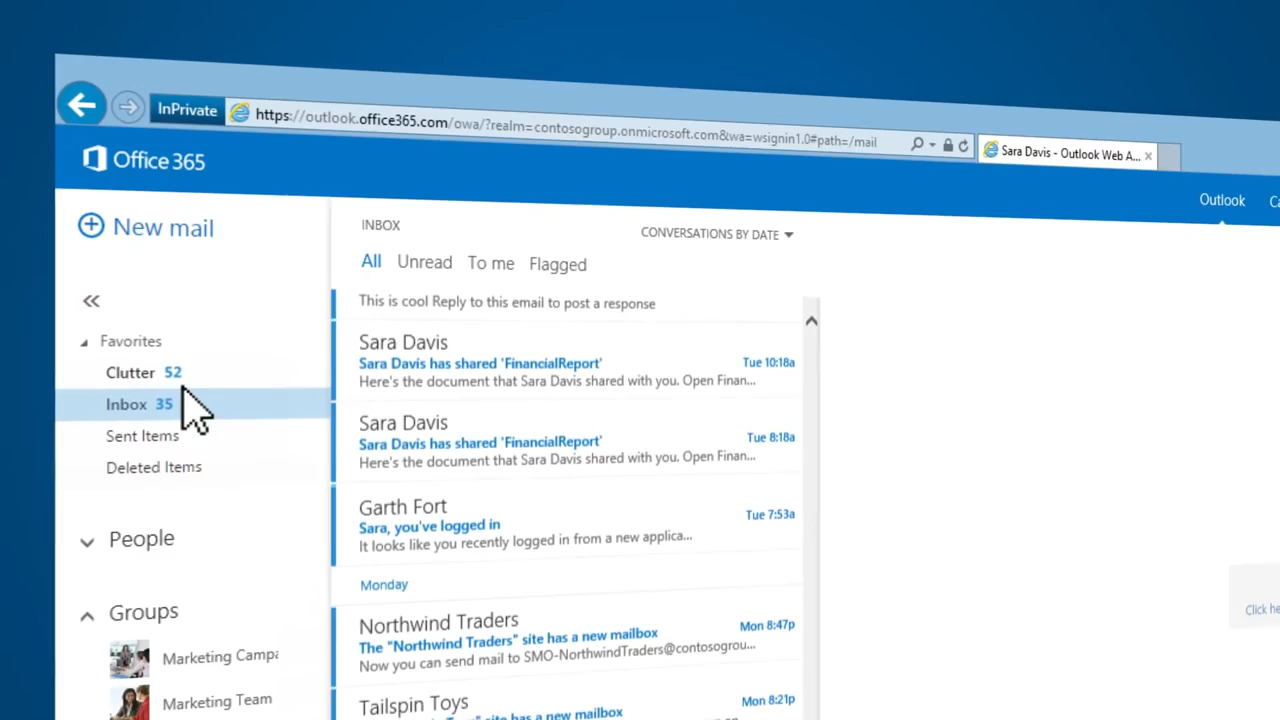 InPrivate
https://outlook.office365.com/owa/?realm=contosogroup.onmicrosoft.com&wa=wsignin1.0#path=/mail
Sara Davis - Outlook Web A...
Office 365
Outlook
New mail
INBOX
CONVERSATIONS BY DATE
All Unread To me Flagged
This is cool Reply to this email to post a response
Favorites
Clutter 52
Inbox 35
Sent Items
Deleted Items
People
Groups
Marketing Campa
Marketing Team
Sara Davis
Sara Davis has shared 'FinancialReport' Tue 10:18a
Here's the document that Sara Davis shared with you. Open Finan...
Sara Davis
Sara Davis has shared 'FinancialReport' Tue 8:18a
Here's the document that Sara Davis shared with you. Open Finan...
Garth Fort
Sara, you've logged in Tue 7:53a
It looks like you recently logged in from a new applica...
Monday
Northwind Traders
The "Northwind Traders" site has a new mailbox Mon 8:47p
Now you can send mail to SMO-NorthwindTraders@contosogrou...
Tailspin Toys
site has a new mailbox Mon 8:21p
Click he